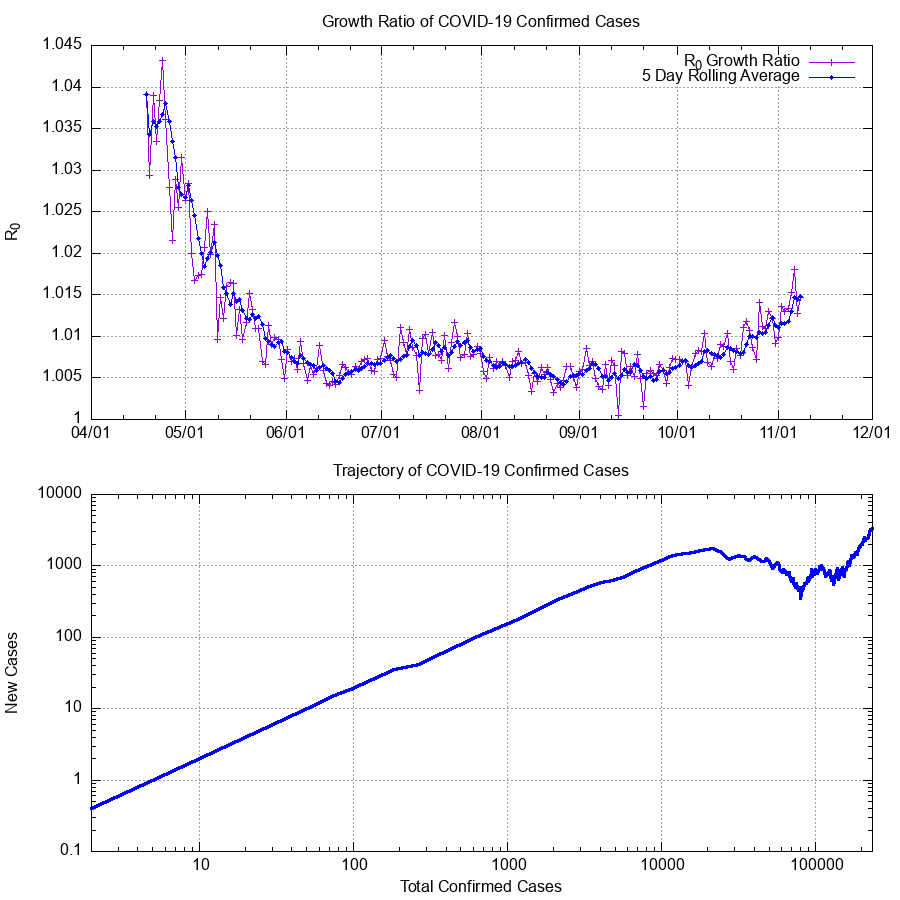 Growth Ratio of COVID-19 Confirmed Cases
R0 Growth Ratio
5 Day Rolling Average
1.045
1.04
1.035
1.03
1.025
1.02
1.015
1.01
1.005
1
R0
04/01 05/01 06/01 07/01 08/01 09/01 10/01 11/01 12/01
Trajectory of COVID-19 Confirmed Cases
10000
1000
100
10
1
0.1
New Cases
10 100 1000 10000 100000
Total Confirmed Cases